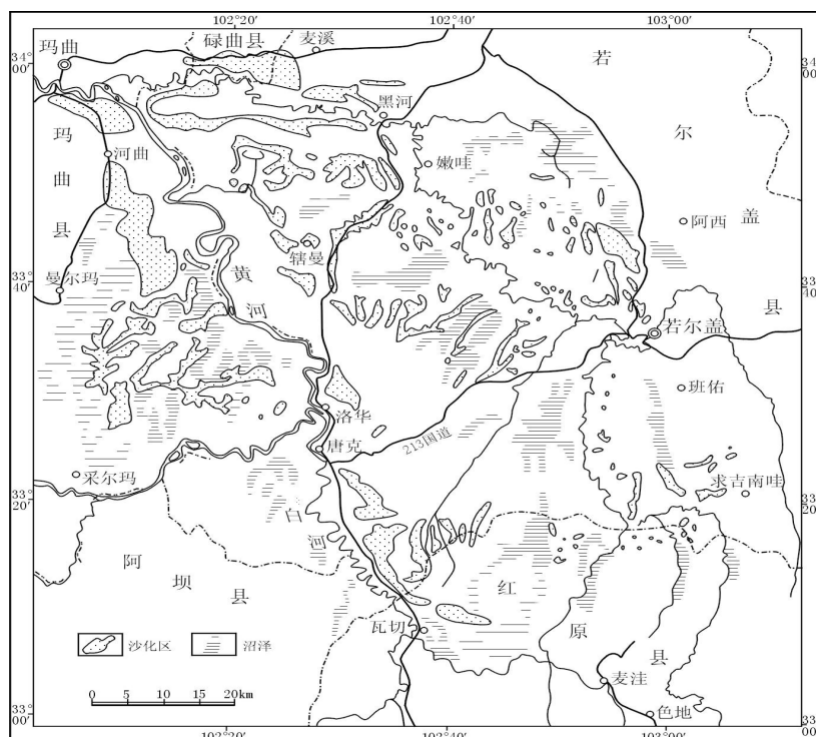 102°20′ 102°40′ 103°00′
玛曲
碌曲县
麦溪
34°00′
34°00′
若
尔
盖
县
黑河
玛
曲
县
河曲
嫩哇
阿西
辖曼
黄
河
33°40′
33°40′
曼尔玛
若尔盖
班佑
洛华
213国道
唐克
采尔玛
求吉南哇
33°20′
33°20′
白
河
阿
坝
县
红
原
县
沙化区
沼泽
瓦切
麦洼
色地
0 5 10 15 20km
33°00′
33°00′
102°20′ 102°40′ 103°00′